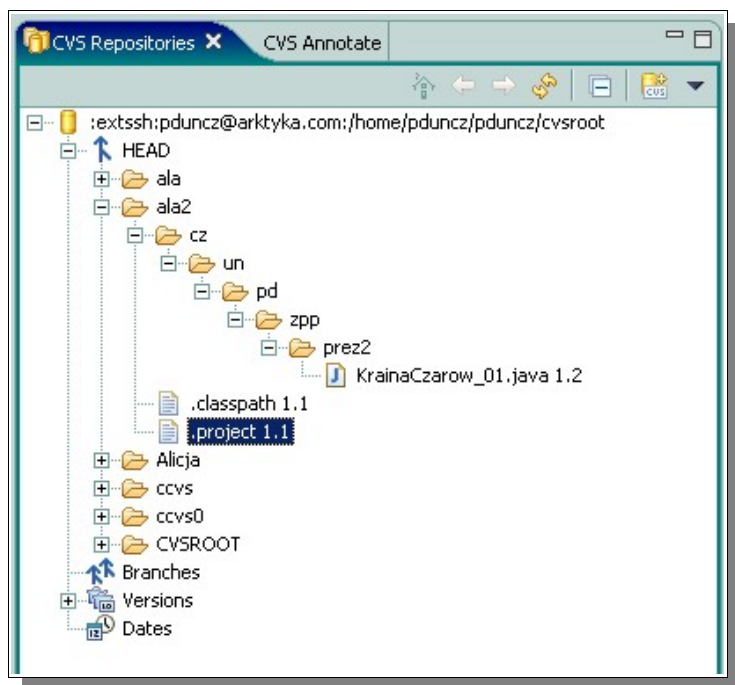 CVS Repositories CVS Annotate
CVS
:extssh:pduncz@arktyka.com:/home/pduncz/pduncz/cvsroot
HEAD
ala
ala2
cz
un
pd
zpp
prez2
KrainaCzarow_01.java 1.2
.classpath 1.1
.project 1.1
Alicja
ccvs
ccvs0
CVSROOT
Branches
Versions
Dates